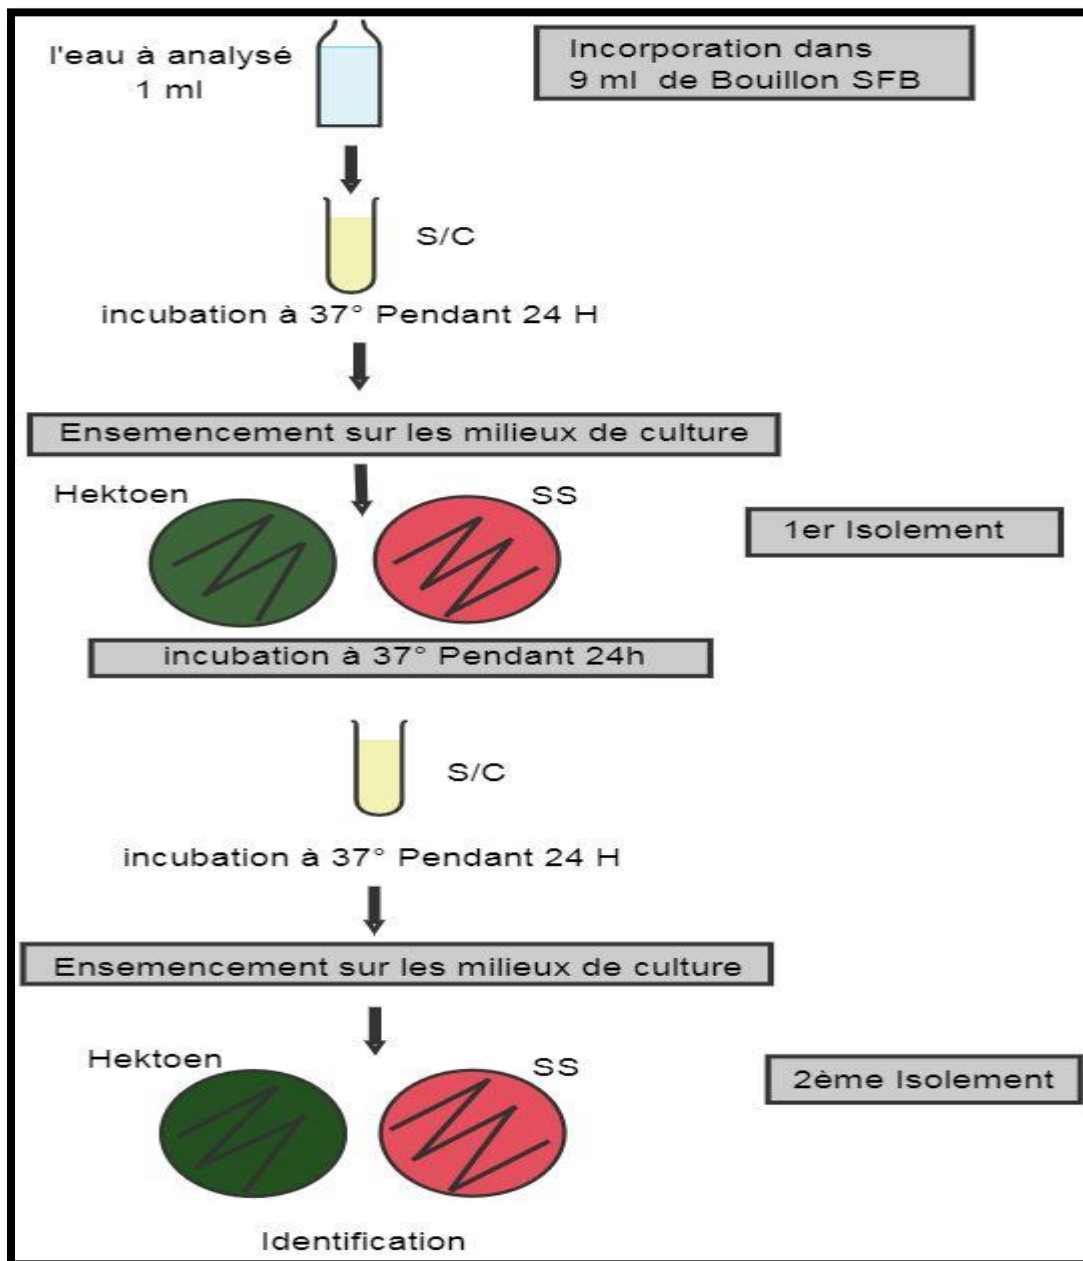 l'eau à analysé
1 ml
Incorporation dans
9 ml de Bouillon SFB
S/C
incubation à 37° Pendant 24 H
Ensemencement sur les milieux de culture
Hektoen
SS
1er Isolement
incubation à 37° Pendant 24h
S/C
incubation à 37° Pendant 24 H
Ensemencement sur les milieux de culture
Hektoen
SS
2ème Isolement
Identification